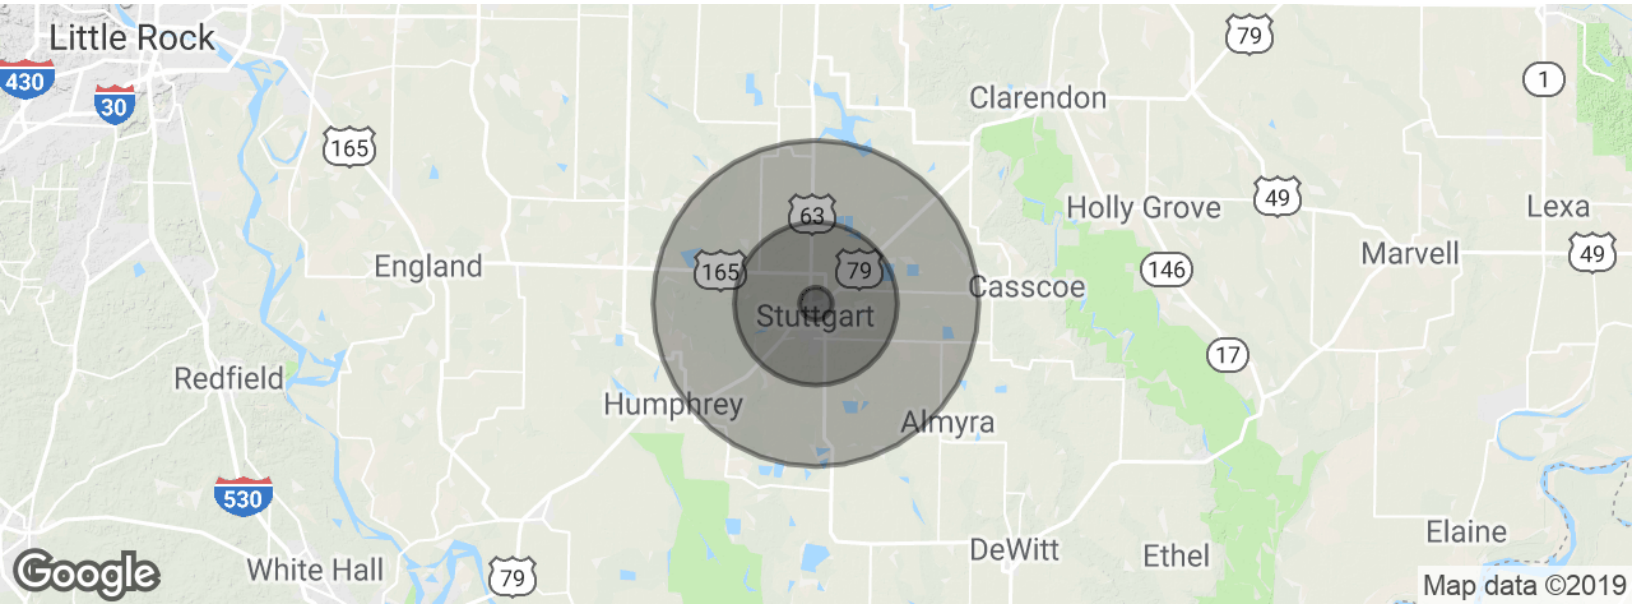 Little Rock
79
430
30
1
Clarendon
165
49
Holly Grove
Lexa
63
Marvell
49
England
165
79
146
Casscoe
Stuttgart
17
Redfield
Humphrey
Almyra
530
Elaine
DeWitt
Ethel
White Hall
79
Google
Map data ©2019